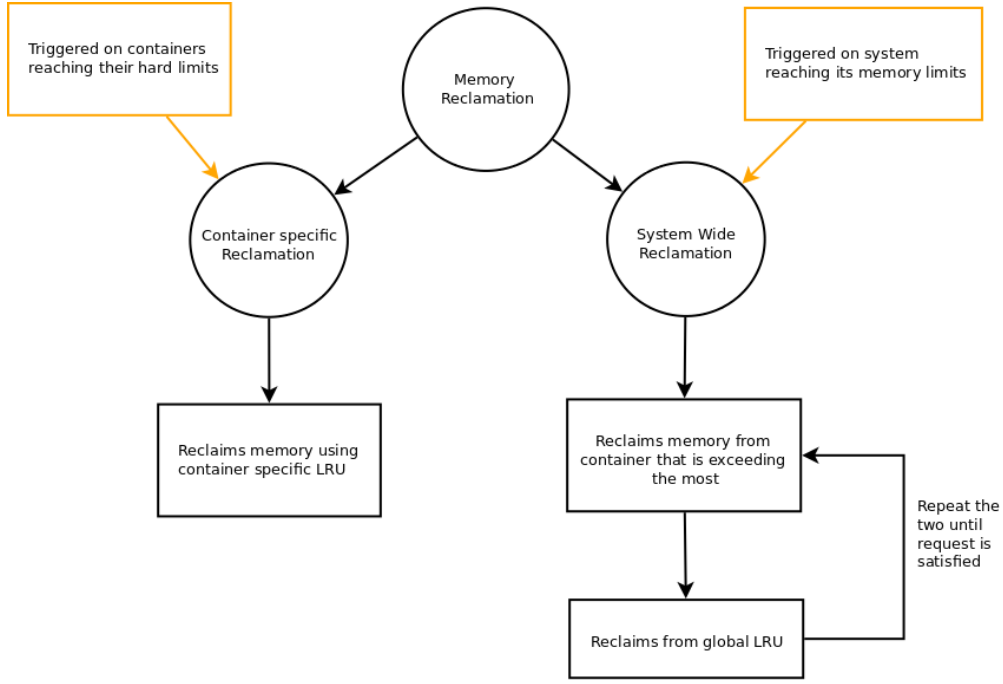 Triggered on containers
reaching their hard limits
Memory
Reclamation
Triggered on system
reaching its memory limits
Container specific
Reclamation
System Wide
Reclamation
Reclaims memory using
container specific LRU
Reclaims memory from
container that is exceeding
the most
Repeat the
two until
request is
satisfied
Reclaims from global LRU